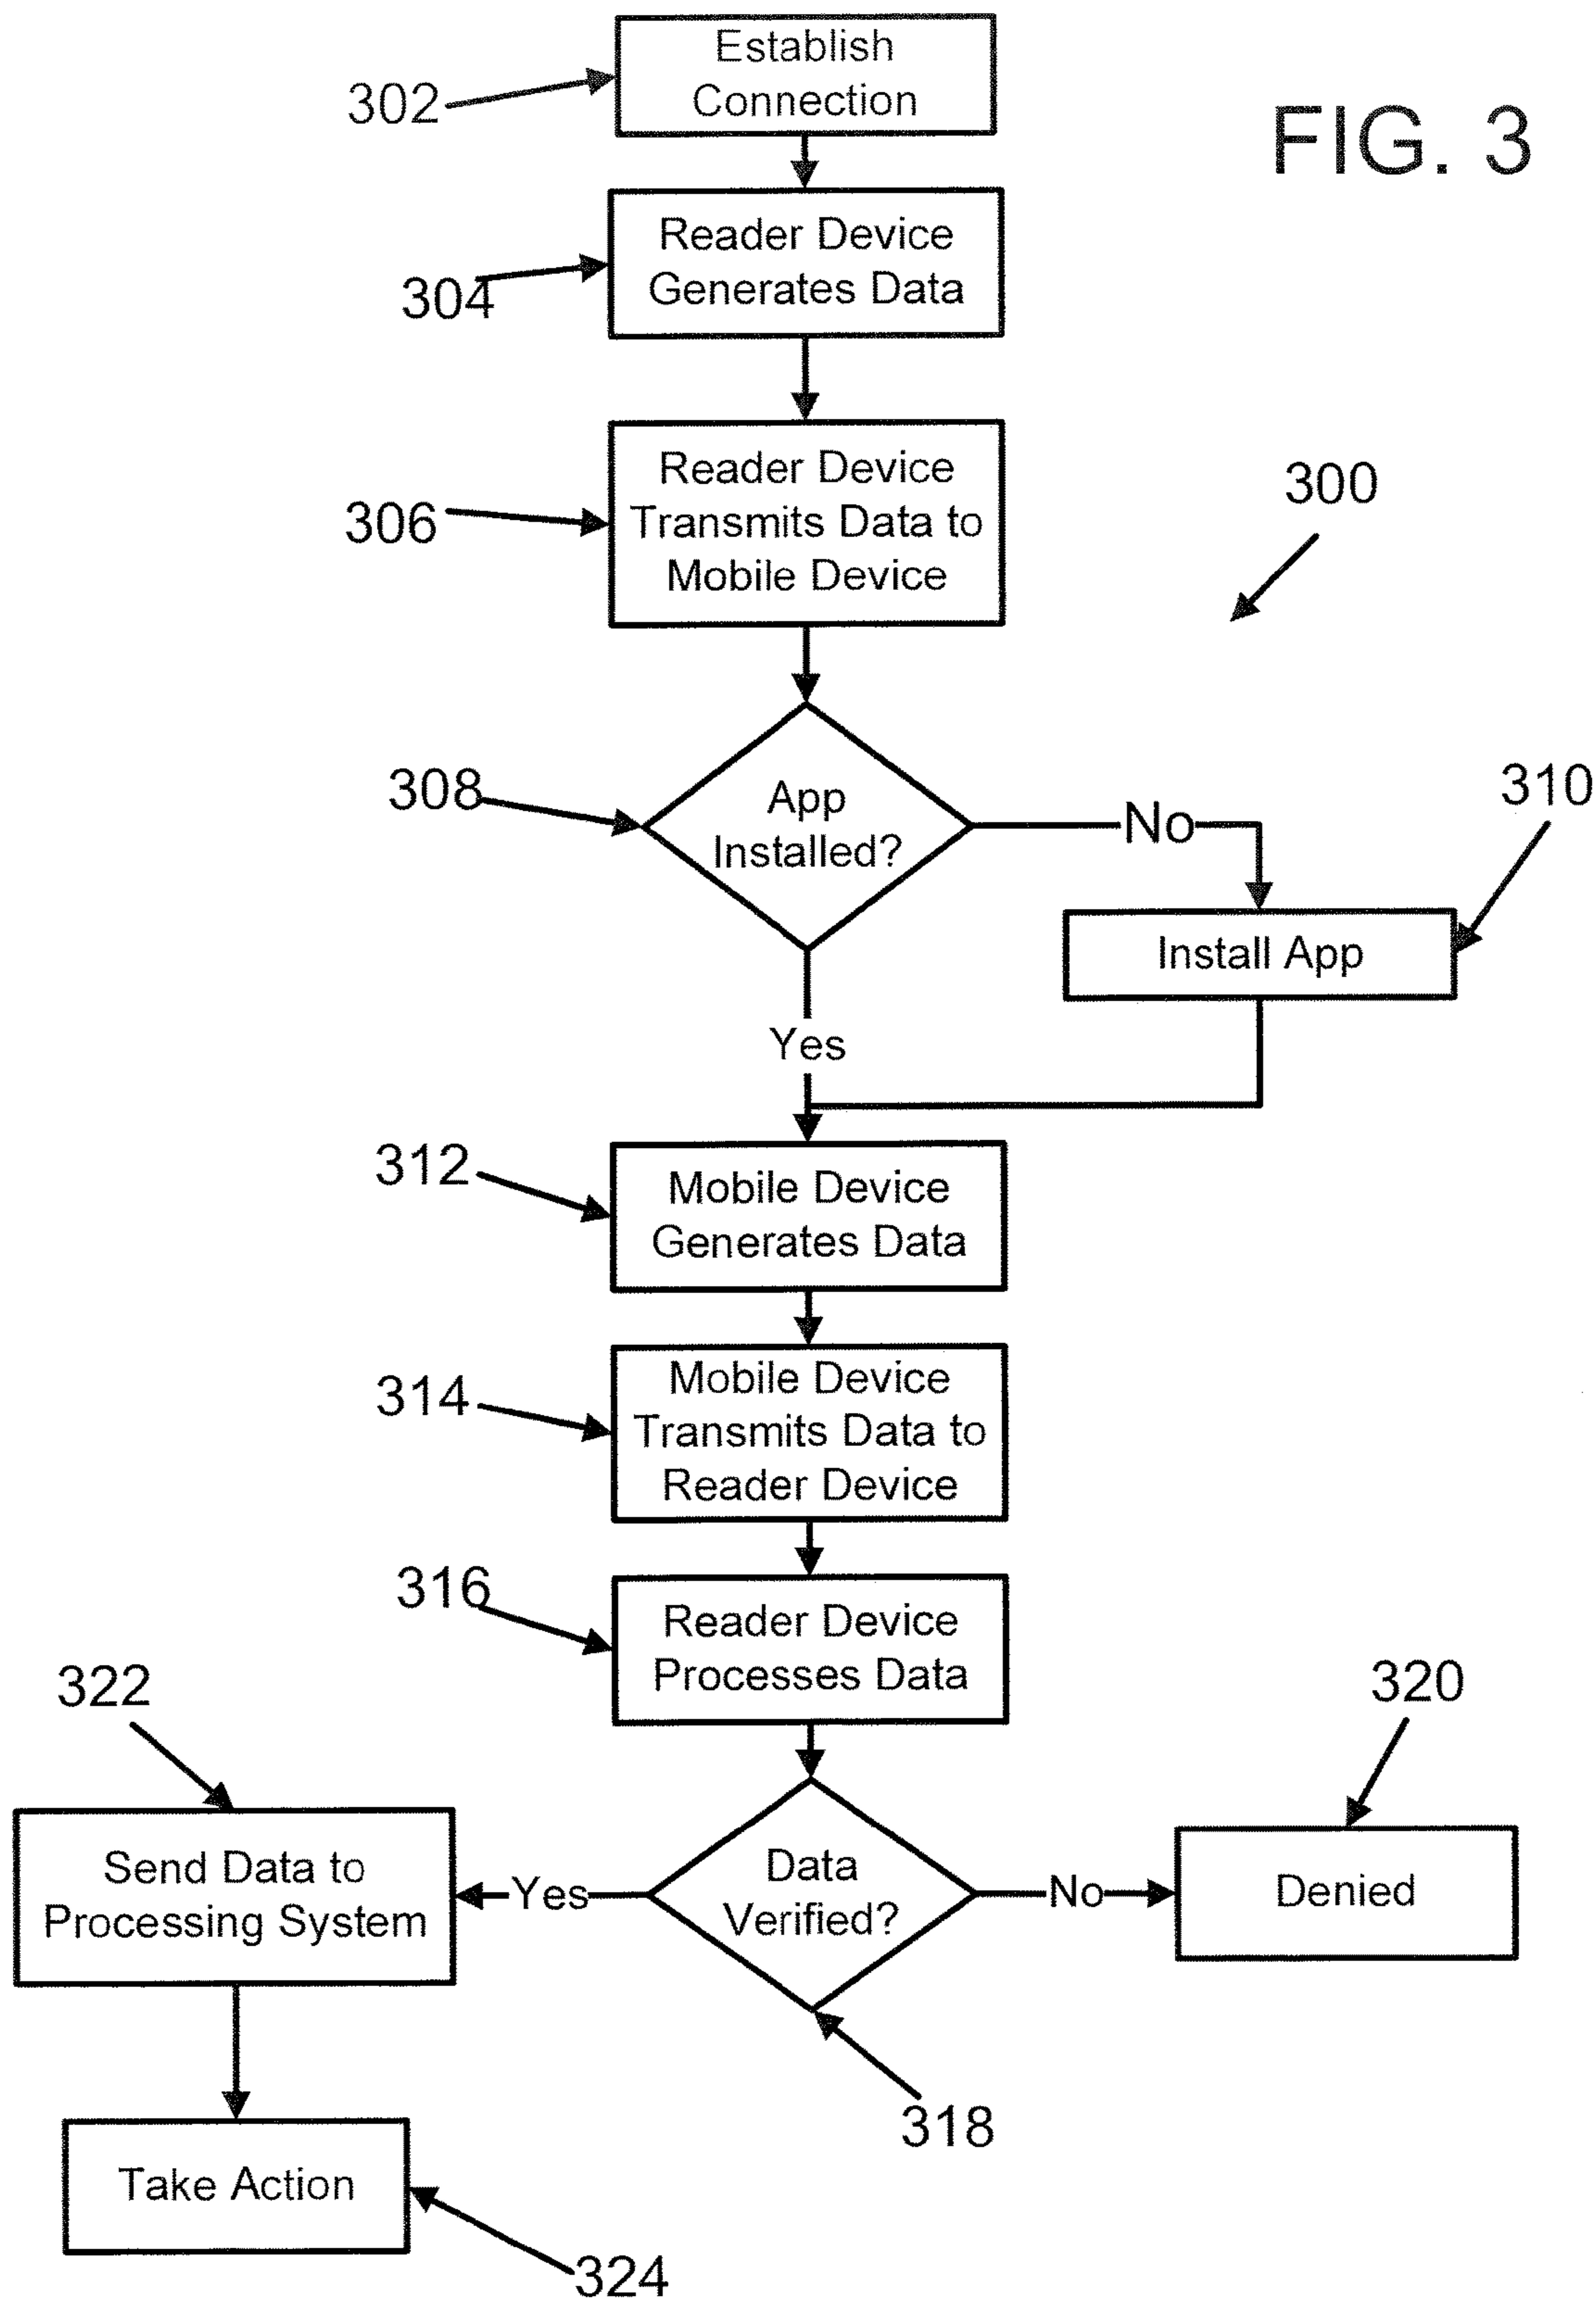 Establish
Connection
302
FIG. 3
Reader Device
Generates Data
304
Reader Device
Transmits Data to
Mobile Device
306
300
App
Installed?
308
No
310
Install App
Yes
312
Mobile Device
Generates Data
314
Mobile Device
Transmits Data to
Reader Device
316
Reader Device
Processes Data
322
320
Send Data to
Processing System
Yes
Data
Verified?
No
Denied
318
Take Action
324